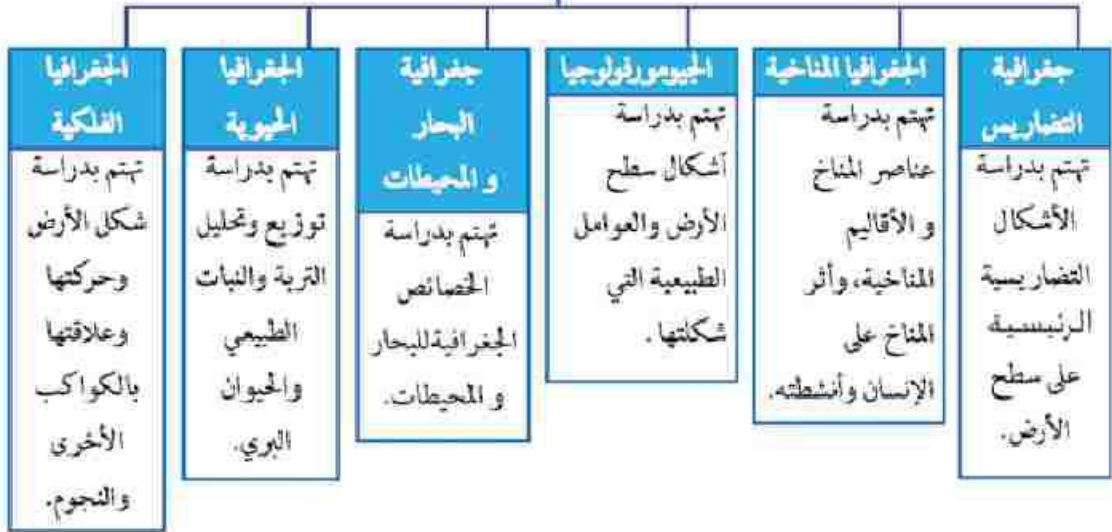 جغرافية
التضاريس
تهتم بدراسة
الأشكال
التضاريسية
الرئيسية
على سطح
الأرض.
الجغرافيا المناخية
تهتم بدراسة
عناصر المناخ
و الأقاليم
المناخية، وأثر
المناخ على
الإنسان وأنشطته.
الجيومورفولوجيا
تهتم بدراسة
أشكال سطح
الأرض والعوامل
الطبيعية التي
شكلتها .
جغرافية
البحار
و المحيطات
تهتم بدراسة
الخصائص
الجغرافية للبحار
و المحيطات.
الجغرافيا
الحيوية
تهتم بدراسة
توزيع وتحليل
التربة والنبات
الطبيعي
والحيوان
البري.
الجغرافيا
الفلكية
تهتم بدراسة
شكل الأرض
وحركتها
وعلاقتها
بالكواكب
الأخرى
والنجوم.